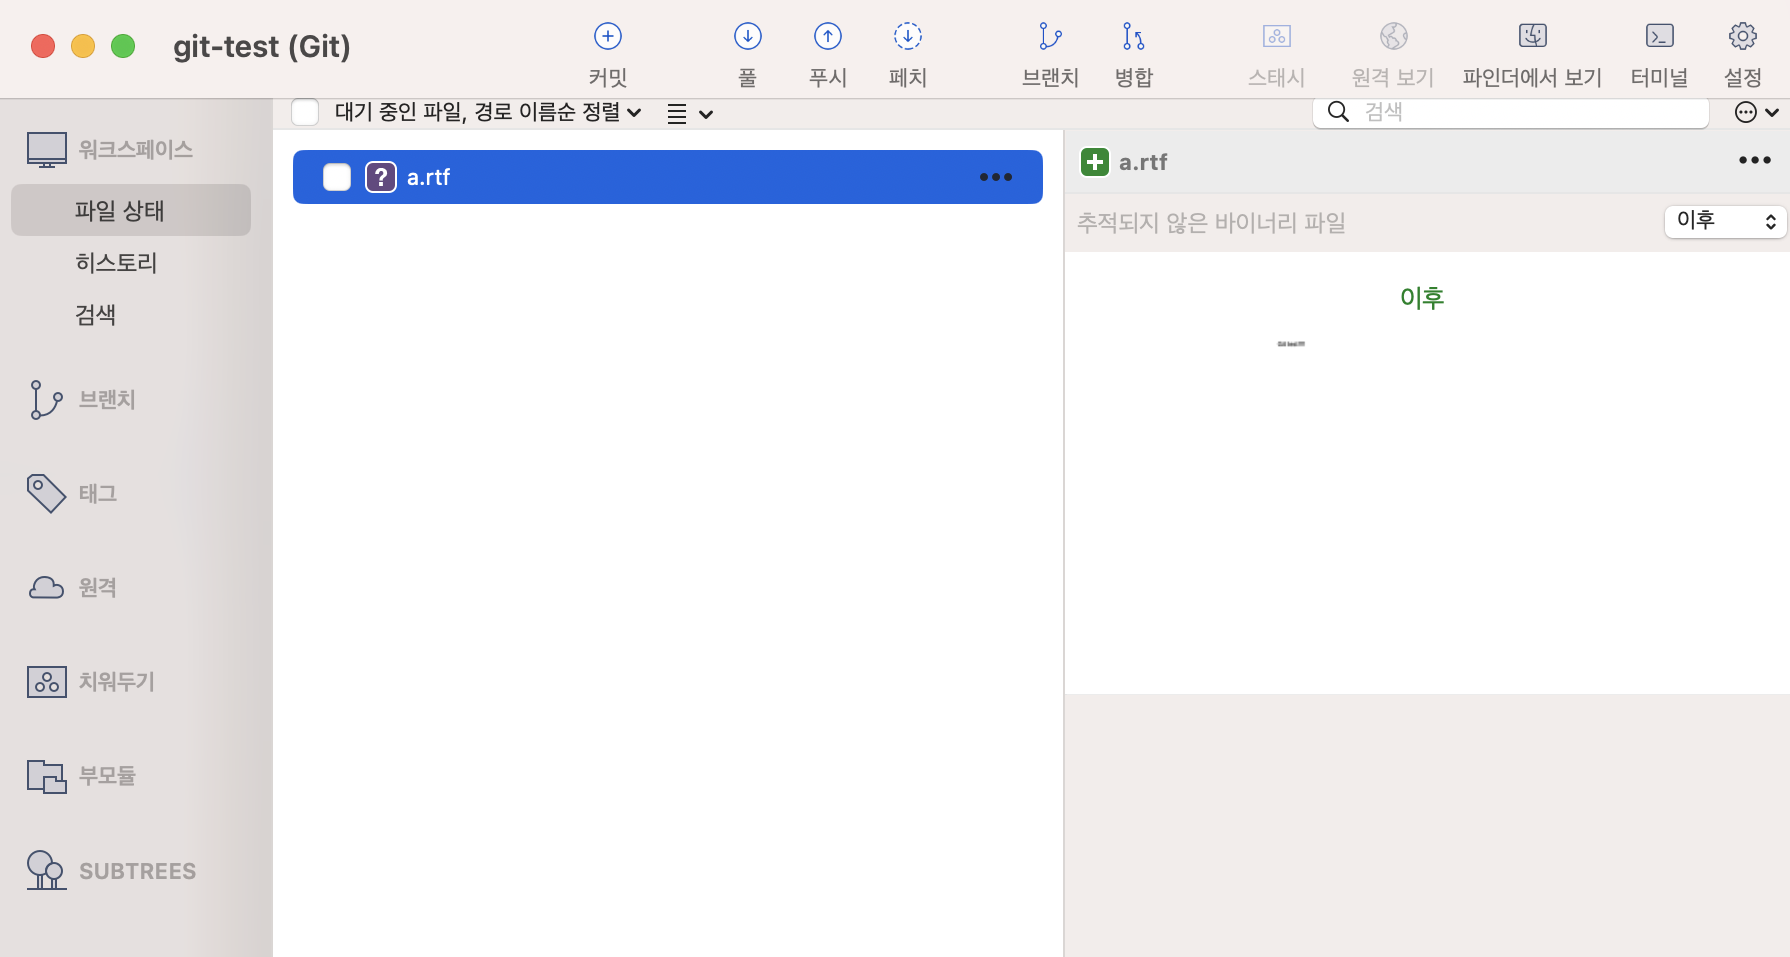 git-test (Git)
커밋
풀
푸시
페치
브랜치
병합
스태시
원격 보기
파인더에서 보기
터미널
설정
대기 중인 파일, 경로 이름순 정렬
검색
워크스페이스
파일 상태
히스토리
검색
브랜치
태그
원격
치워두기
부모듈
SUBTREES
? a.rtf
a.rtf
추적되지 않은 바이너리 파일
이후
이후